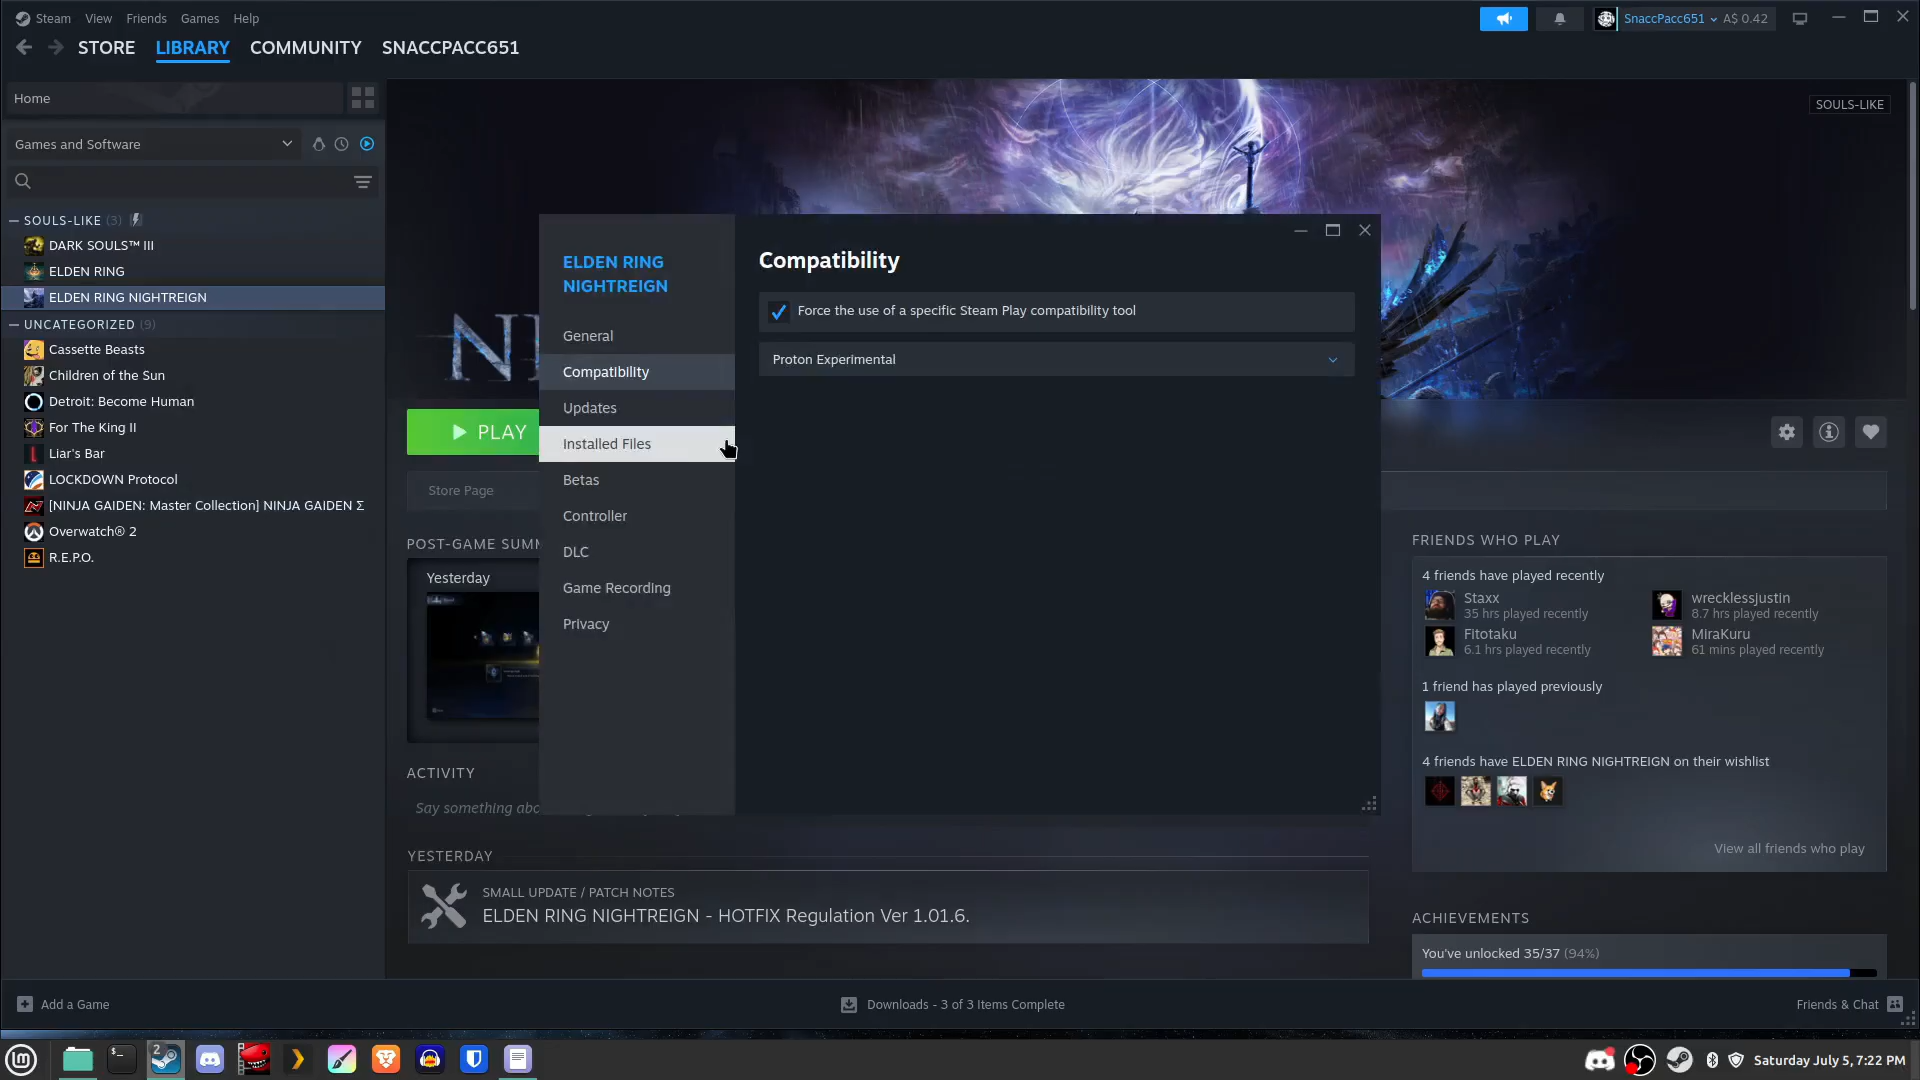 Steam View Friends Games Help
SnaccPacc651 A$ 0.42
STORE LIBRARY COMMUNITY SNACCPACC651
Home
SOULS-LIKE
Games and Software
SOULS-LIKE (3)
DARK SOULS™ III
ELDEN RING
ELDEN RING NIGHTREIGN
UNCATEGORIZED (9)
Cassette Beasts
Children of the Sun
Detroit: Become Human
For The King II
Liar's Bar
LOCKDOWN Protocol
[NINJA GAIDEN: Master Collection] NINJA GAIDEN Σ
Overwatch® 2
R.E.P.O.
PLAY
Store Page
POST-GAME SUMM
Yesterday
ACTIVITY
Say something abo
YESTERDAY
SMALL UPDATE / PATCH NOTES
ELDEN RING NIGHTREIGN - HOTFIX Regulation Ver 1.01.6.
ELDEN RING
NIGHTREIGN
General
Compatibility
Updates
Installed Files
Betas
Controller
DLC
Game Recording
Privacy
Compatibility
Force the use of a specific Steam Play compatibility tool
Proton Experimental
FRIENDS WHO PLAY
4 friends have played recently
Staxx
35 hrs played recently
wrecklessjustin
8.7 hrs played recently
Fitotaku
6.1 hrs played recently
MiraKuru
61 mins played recently
1 friend has played previously
4 friends have ELDEN RING NIGHTREIGN on their wishlist
View all friends who play
ACHIEVEMENTS
You've unlocked 35/37 (94%)
Add a Game
Downloads - 3 of 3 Items Complete
Friends & Chat
2
Saturday July 5, 7:22 PM